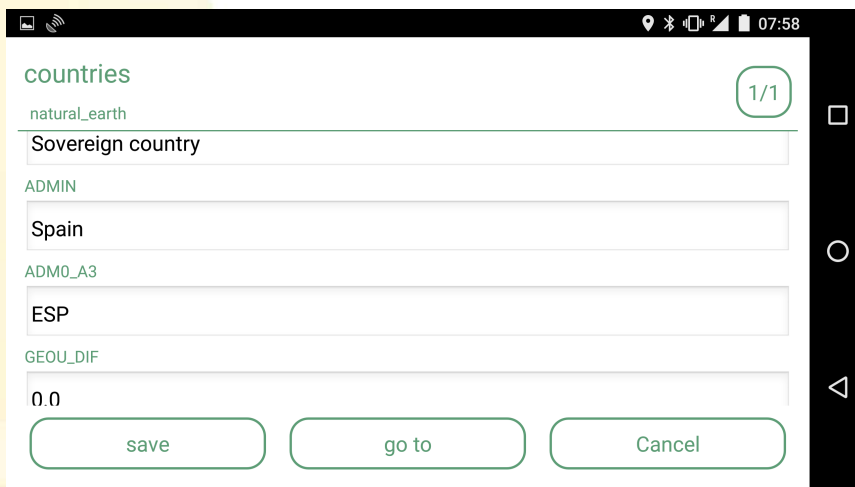 R 07:58
countries
1/1
natural_earth
Sovereign country
ADMIN
Spain
ADM0_A3
ESP
GEOU_DIF
0.0
save go to Cancel